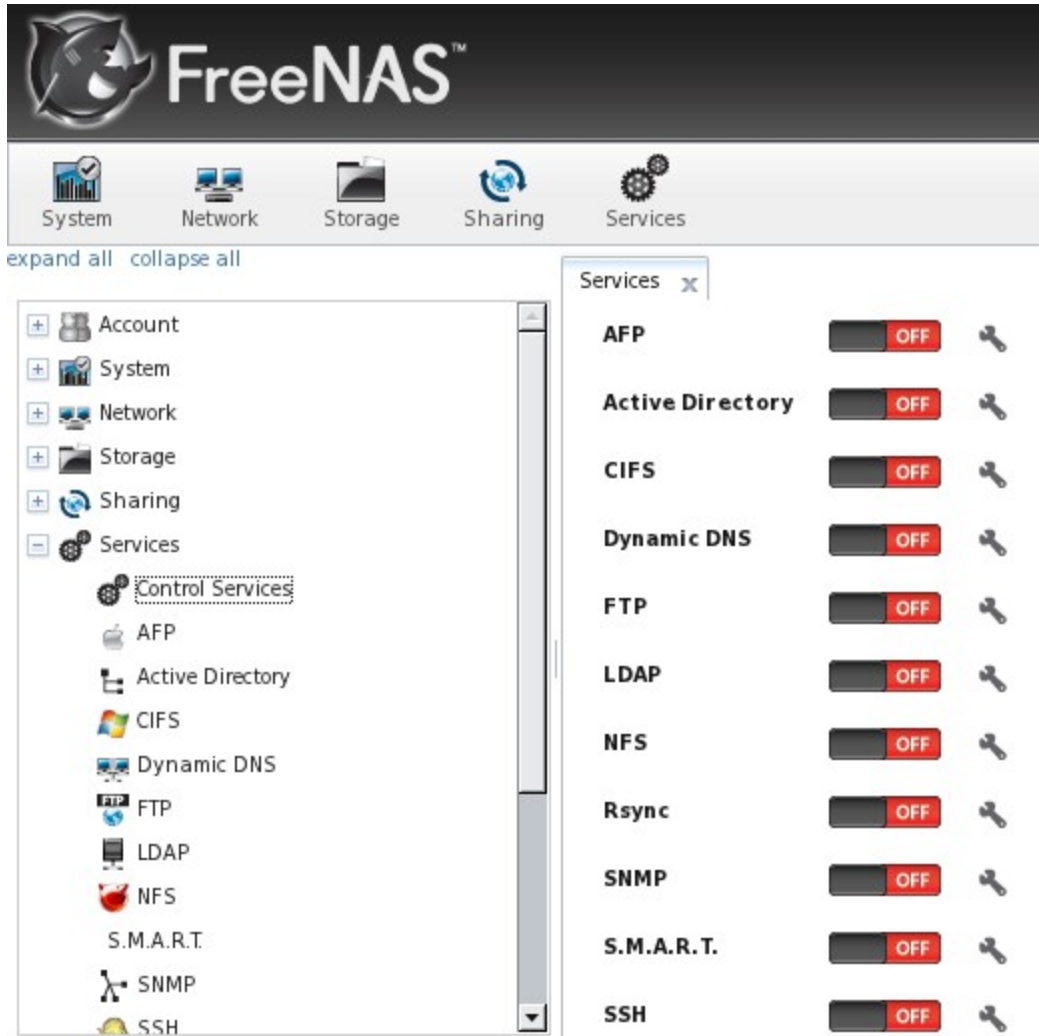 FreeNAS™
System Network Storage Sharing Services
expand all collapse all
Account
System
Network
Storage
Sharing
Services
Control Services
AFP
Active Directory
CIFS
Dynamic DNS
FTP
FTP
LDAP
NFS
S.M.A.R.T.
SNMP
SSH
Services x
AFP OFF
Active Directory OFF
CIFS OFF
Dynamic DNS OFF
FTP OFF
LDAP OFF
NFS OFF
Rsync OFF
SNMP OFF
S.M.A.R.T. OFF
SSH OFF